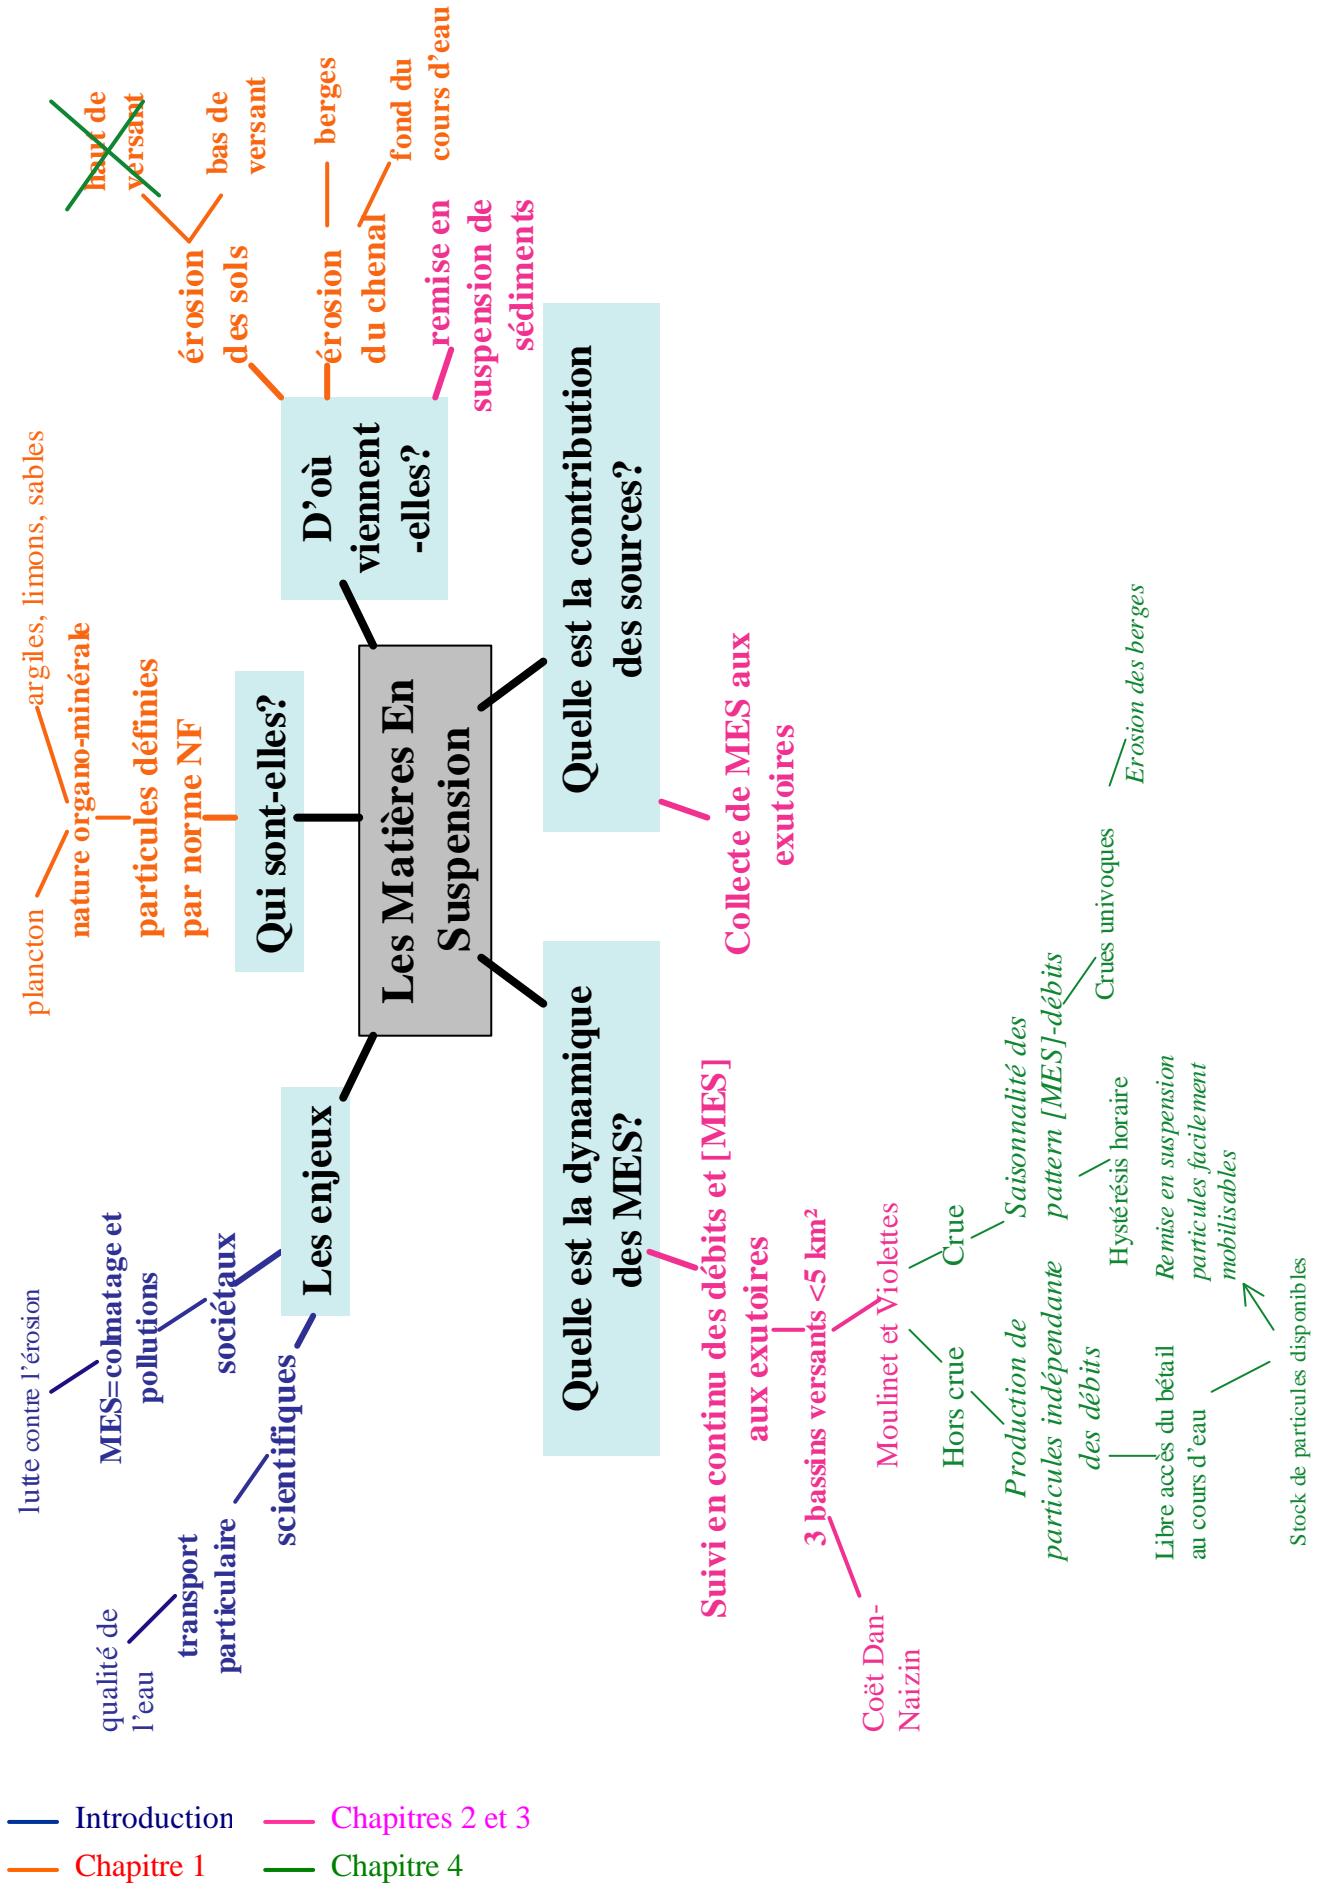 lutte contre l'érosion
MES=colmatage et
pollutions
sociétaux
qualité de
l'eau
transport
particulaire
scientifiques
Les enjeux
plancton
argiles, limons, sables
nature organo-minérale
particules définies
par norme NF
Qui sont-elles?
haut de
versant
bas de
versant
érosion
des sols
berges
érosion
du chenal
fond du
cours d'eau
remise en
suspension de
sédiments
D'où
viennent
-elles?
Les Matières En
Suspension
Quelle est la dynamique
des MES?
Quelle est la contribution
des sources?
Collecte de MES aux
exutoires
Suivi en continu des débits et [MES]
aux exutoires
3 bassins versants <5 km²
Coët Dan-
Naizin
Moulinet et Violettes
Hors crue
Crue
Production de
particules indépendante
des débits
Saisonnalité des
pattern [MES]-débits
Libre accès du bétail
au cours d'eau
Hystérésis horaire
Crues univoques
Remise en suspension
particules facilement
mobilisables
Erosion des berges
Stock de particules disponibles
Introduction
Chapitre 1
Chapitres 2 et 3
Chapitre 4